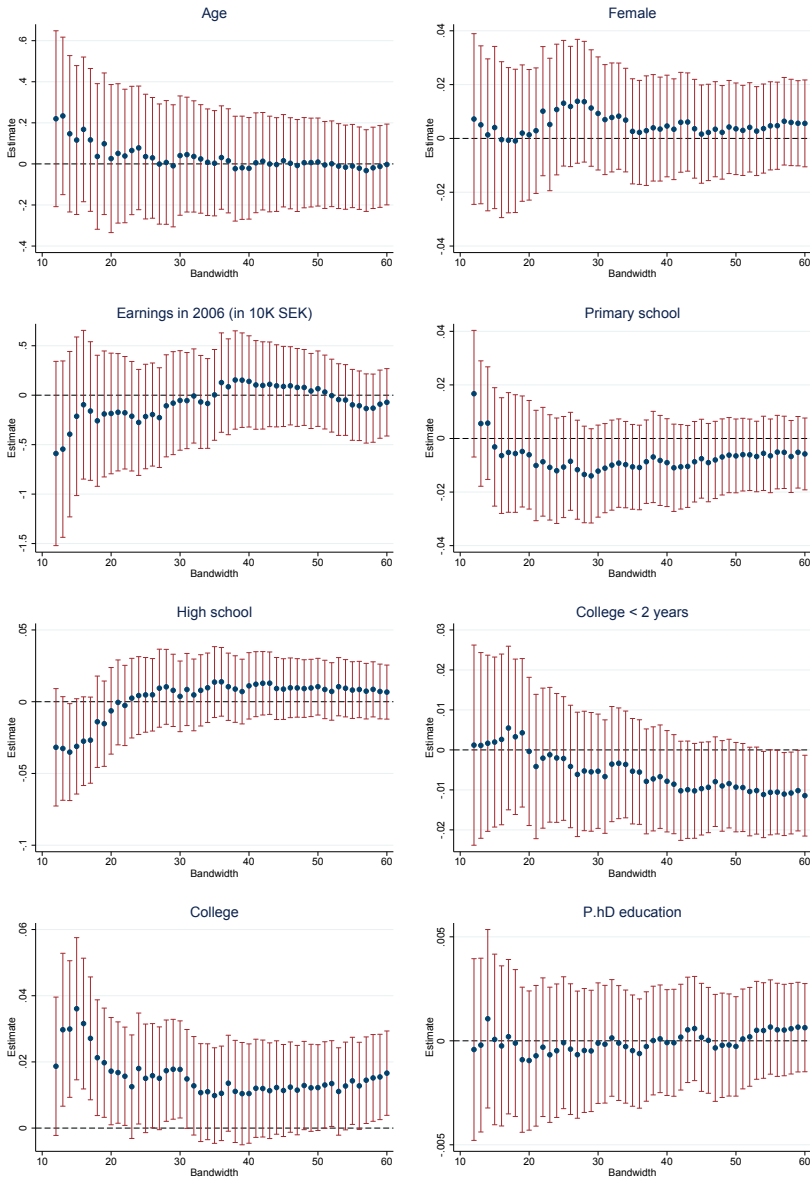 Age
Estimate
.6
.4
.2
0
-.2
-.4
10 20 30 40 50 60
Bandwidth
Female
Estimate
.04
.02
0
-.02
-.04
10 20 30 40 50 60
Bandwidth
Earnings in 2006 (in 10K SEK)
Estimate
.5
0
-.5
-1
-1.5
10 20 30 40 50 60
Bandwidth
Primary school
Estimate
.04
.02
0
-.02
-.04
10 20 30 40 50 60
Bandwidth
High school
Estimate
.05
0
-.05
-.1
10 20 30 40 50 60
Bandwidth
College < 2 years
Estimate
.03
.02
.01
0
-.01
-.02
10 20 30 40 50 60
Bandwidth
College
Estimate
.06
.04
.02
0
10 20 30 40 50 60
Bandwidth
P.hD education
Estimate
.005
0
-.005
10 20 30 40 50 60
Bandwidth